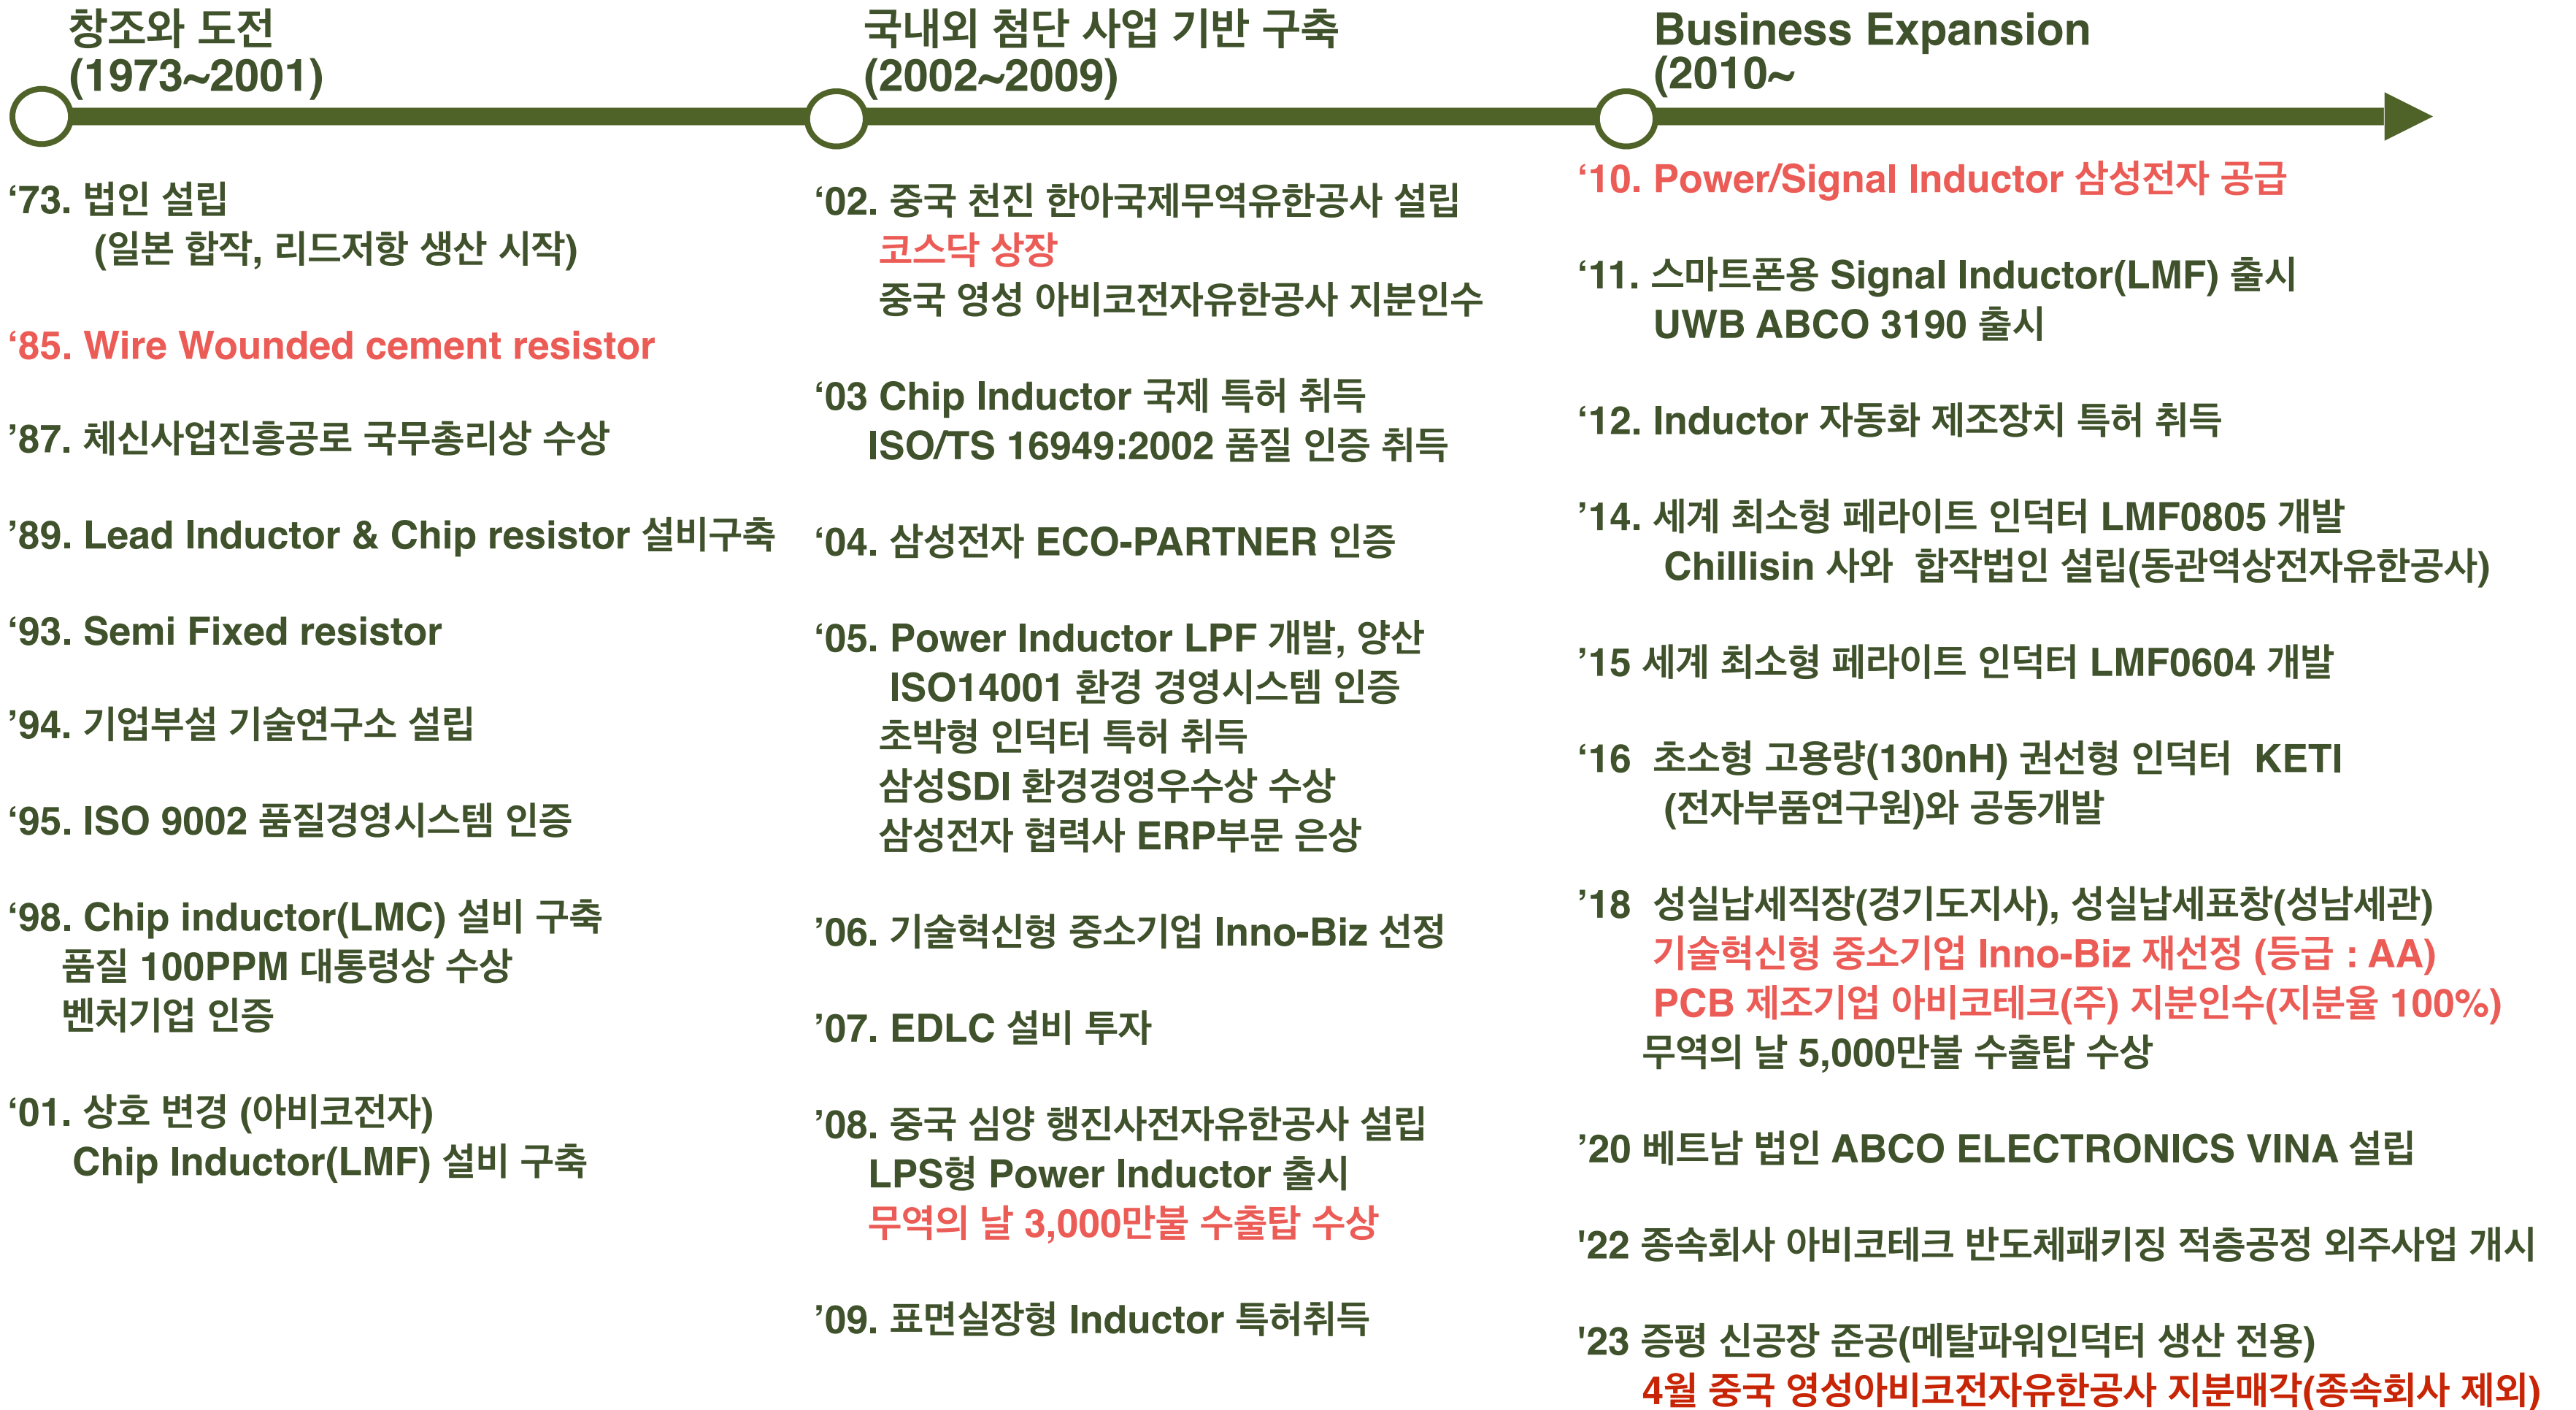 창조와 도전
(1973~2001)
‘73. 법인 설립
(일본 합작, 리드저항 생산 시작)
‘85. Wire Wounded cement resistor
’87. 체신사업진흥공로 국무총리상 수상
’89. Lead Inductor & Chip resistor 설비구축
‘93. Semi Fixed resistor
’94. 기업부설 기술연구소 설립
‘95. ISO 9002 품질경영시스템 인증
‘98. Chip inductor(LMC) 설비 구축
품질 100PPM 대통령상 수상
벤처기업 인증
‘01. 상호 변경 (아비코전자)
Chip Inductor(LMF) 설비 구축
국내외 첨단 사업 기반 구축
(2002~2009)
‘02. 중국 천진 한아국제무역유한공사 설립
코스닥 상장
중국 영성 아비코전자유한공사 지분인수
‘03 Chip Inductor 국제 특허 취득
ISO/TS 16949:2002 품질 인증 취득
‘04. 삼성전자 ECO-PARTNER 인증
‘05. Power Inductor LPF 개발, 양산
ISO14001 환경 경영시스템 인증
초박형 인덕터 특허 취득
삼성SDI 환경경영우수상 수상
삼성전자 협력사 ERP부문 은상
’06. 기술혁신형 중소기업 Inno-Biz 선정
’07. EDLC 설비 투자
’08. 중국 심양 행진사전자유한공사 설립
LPS형 Power Inductor 출시
무역의 날 3,000만불 수출탑 수상
’09. 표면실장형 Inductor 특허취득
Business Expansion
(2010~
‘10. Power/Signal Inductor 삼성전자 공급
‘11. 스마트폰용 Signal Inductor(LMF) 출시
UWB ABCO 3190 출시
‘12. Inductor 자동화 제조장치 특허 취득
’14. 세계 최소형 페라이트 인덕터 LMF0805 개발
Chillisin 사와 합작법인 설립(동관역상전자유한공사)
’15 세계 최소형 페라이트 인덕터 LMF0604 개발
‘16 초소형 고용량(130nH) 권선형 인덕터 KETI
(전자부품연구원)와 공동개발
’18 성실납세직장(경기도지사), 성실납세표창(성남세관)
기술혁신형 중소기업 Inno-Biz 재선정 (등급 : AA)
PCB 제조기업 아비코테크(주) 지분인수(지분율 100%)
무역의 날 5,000만불 수출탑 수상
’20 베트남 법인 ABCO ELECTRONICS VINA 설립
'22 종속회사 아비코테크 반도체패키징 적층공정 외주사업 개시
'23 증평 신공장 준공(메탈파워인덕터 생산 전용)
4월 중국 영성아비코전자유한공사 지분매각(종속회사 제외)